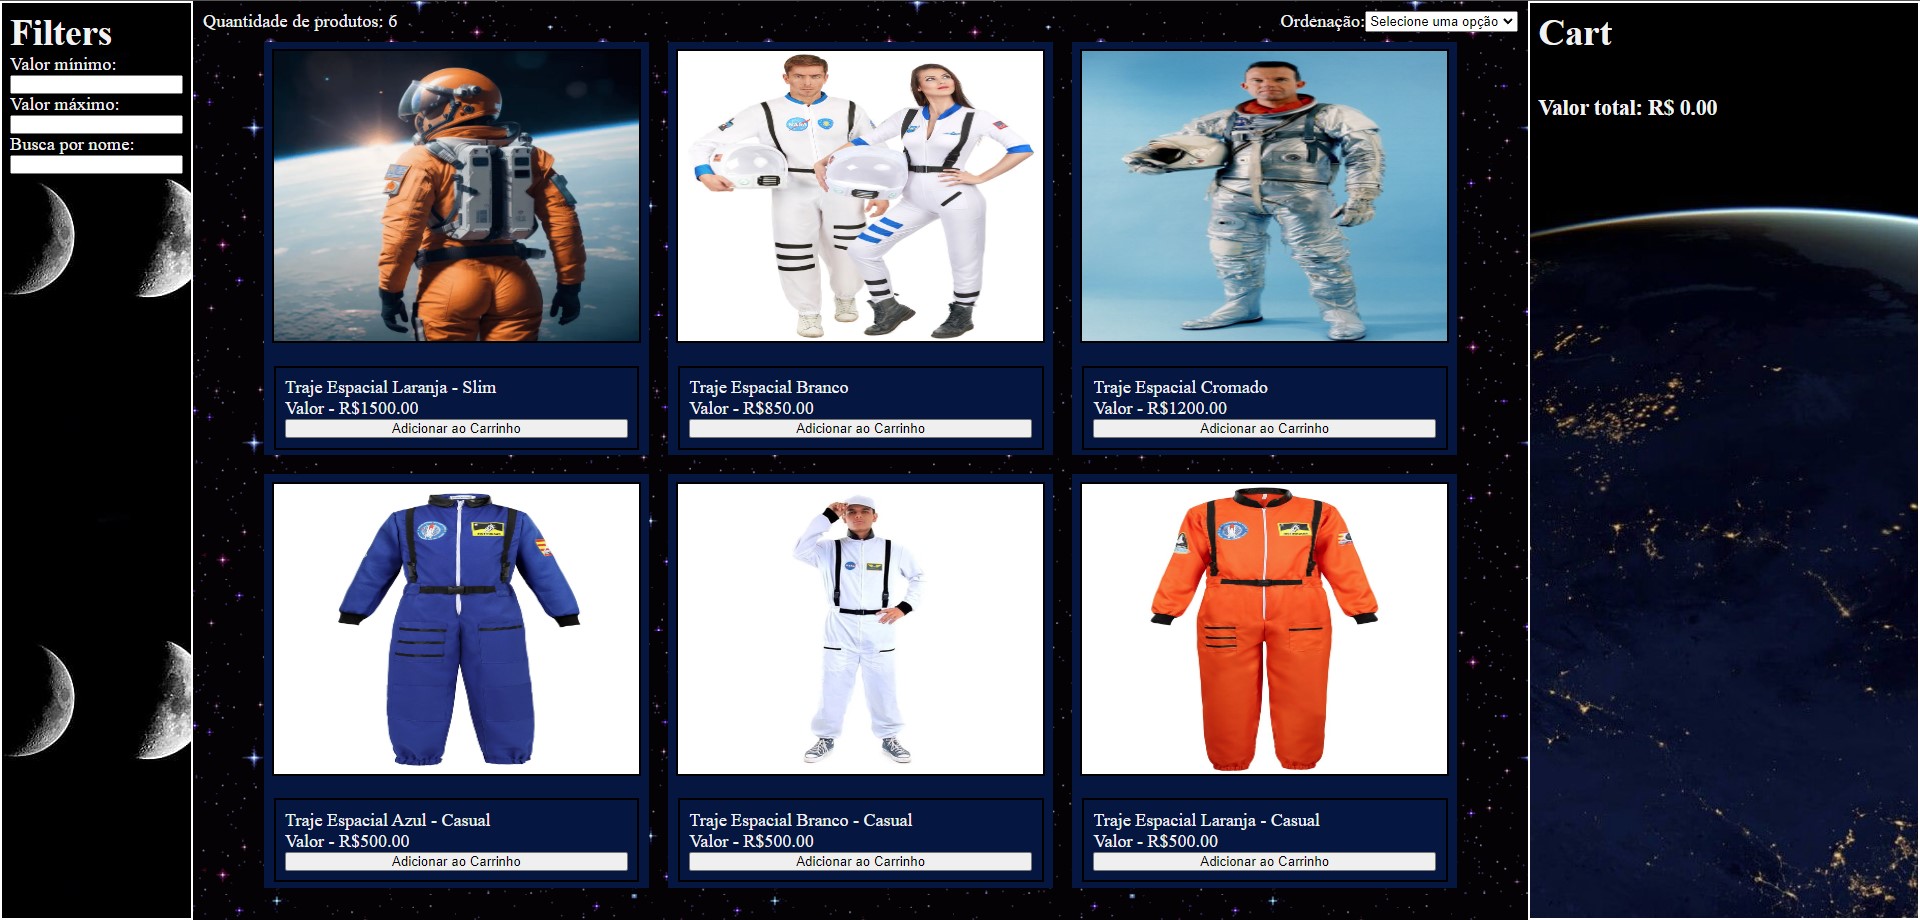 Filters
Valor mínimo:
Valor máximo:
Busca por nome:
Quantidade de produtos: 6
Ordenação: Selecione uma opção
Traje Espacial Laranja - Slim
Valor - R$1500.00
Adicionar ao Carrinho
NASA
Traje Espacial Branco
Valor - R$850.00
Adicionar ao Carrinho
Traje Espacial Cromado
Valor - R$1200.00
Adicionar ao Carrinho
Traje Espacial Azul - Casual
Valor - R$500.00
Adicionar ao Carrinho
Traje Espacial Branco - Casual
Valor - R$500.00
Adicionar ao Carrinho
Traje Espacial Laranja - Casual
Valor - R$500.00
Adicionar ao Carrinho
Cart
Valor total: R$ 0.00